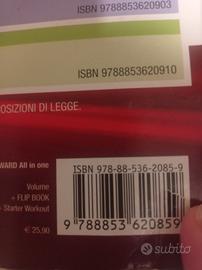 ISBN 9788853620903
ISBN 9788853620910
POSIZIONI DI LEGGE.
WARD All in one
Volume
+ FLIP BOOK
+ Starter Workout
€ 25,90
ISBN 978-88-536-2085-9
9 788853 620859
subito